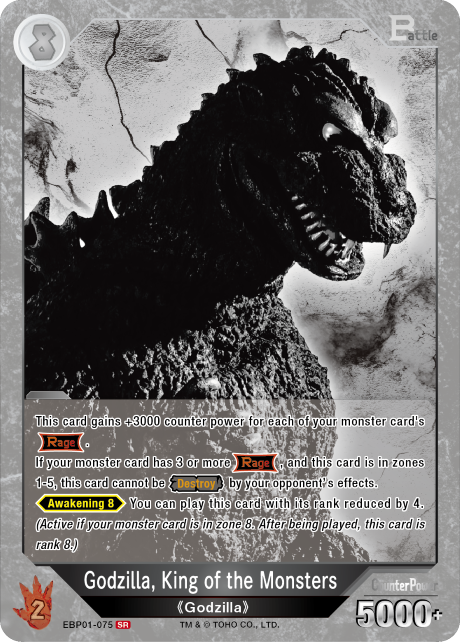 8
Battle
This card gains +3000 counter power for each of your monster card's
Rage .
If your monster card has 3 or more Rage, and this card is in zones
1-5, this card cannot be Destroy by your opponent's effects.
Awakening 8 You can play this card with its rank reduced by 4.
(Active if your monster card is in zone 8. After being played, this card is
rank 8.)
Godzilla, King of the Monsters
CounterPower
2
《Godzilla》
5000+
EBP01-075 SR TM & © TOHO CO., LTD.